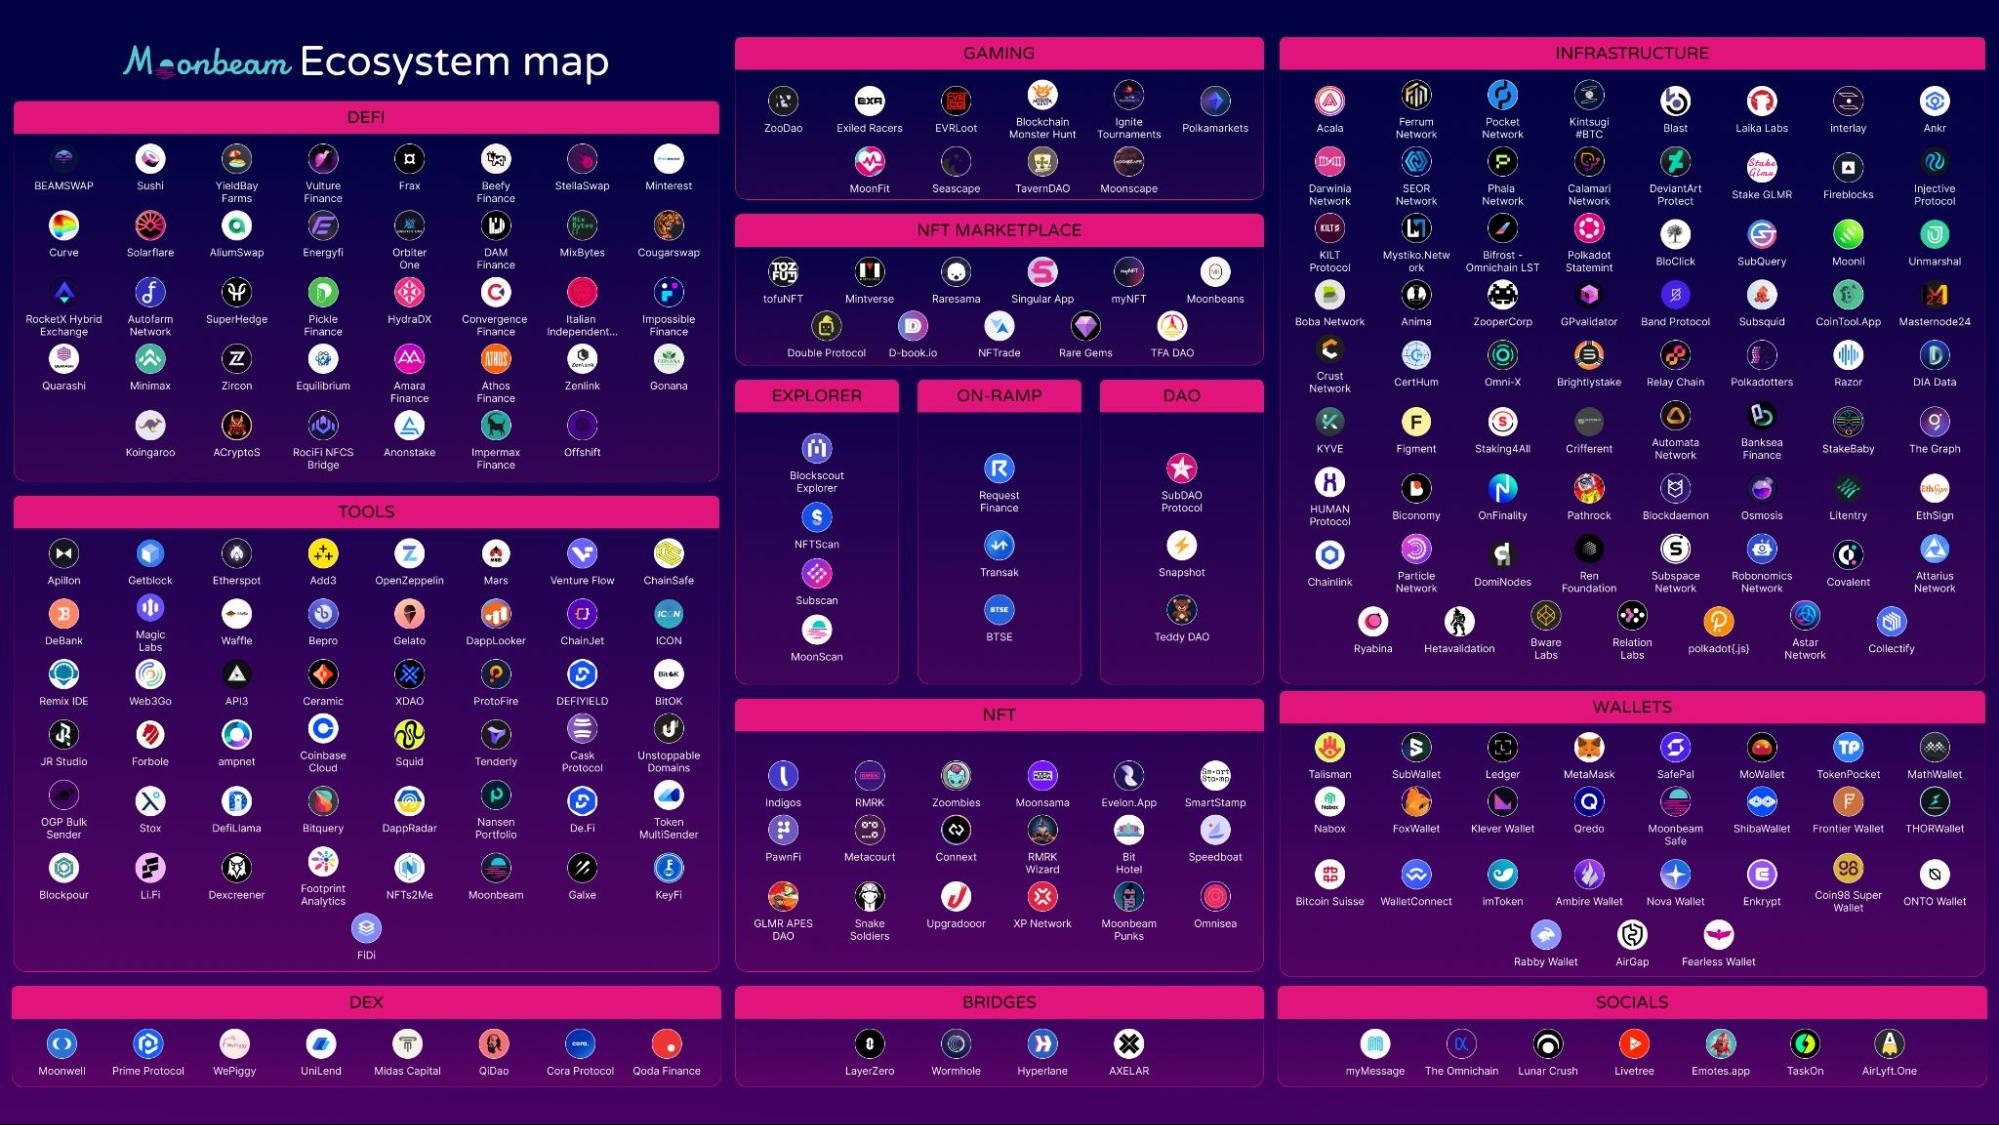 Moonbeam Ecosystem map
DEFI
BEAMSWAP
Sushi
YieldBay
Farms
Vulture
Finance
Frax
Beefy
Finance
StellaSwap
Minterest
Curve
Solarflare
AliumSwap
Energyfi
Orbiter
One
DAM
Finance
MixBytes
Cougarswap
RocketX Hybrid
Exchange
Autofarm
Network
SuperHedge
Pickle
Finance
HydraDX
Convergence
Finance
Italian
Independent...
Impossible
Finance
Quarashi
Minimax
Zircon
Equilibrium
Amara
Finance
Athos
Finance
Zenlink
Gonana
Koingaroo
ACryptoS
RociFi NFCS
Bridge
Anonstake
Impermax
Finance
Offshift
TOOLS
Apillon
Getblock
Etherspot
Add3
OpenZeppelin
Mars
Venture Flow
ChainSafe
DeBank
Magic
Labs
Waffle
Bepro
Gelato
DappLooker
ChainJet
ICON
Remix IDE
Web3Go
API3
Ceramic
XDAO
ProtoFire
DEFIYIELD
BitOK
JR Studio
Forbole
ampnet
Coinbase
Cloud
Squid
Tenderly
Cask
Protocol
Unstoppable
Domains
OGP Bulk
Sender
Stox
DefiLlama
Bitquery
DappRadar
Nansen
Portfolio
De.Fi
Token
MultiSender
Blockpour
Li.Fi
Dexcreener
Footprint
Analytics
NFTs2Me
Moonbeam
Galxe
KeyFi
FiDi
DEX
Moonwell
Prime Protocol
WePiggy
UniLend
Midas Capital
QiDao
Cora Protocol
Qoda Finance
GAMING
ZooDao
Exiled Racers
EVRLoot
Blockchain
Monster Hunt
Ignite
Tournaments
Polkamarkets
MoonFit
Seascape
TavernDAO
Moonscape
NFT MARKETPLACE
tofuNFT
Mintverse
Raresama
Singular App
myNFT
Moonbeans
Double Protocol
D-book.io
NFTrade
Rare Gems
TFA DAO
EXPLORER
Blockscout
Explorer
NFTScan
Subscan
MoonScan
ON-RAMP
Request
Finance
Transak
BTSE
DAO
SubDAO
Protocol
Snapshot
Teddy DAO
NFT
Indigos
RMRK
Zoombies
Moonsama
Evelon.App
SmartStamp
PawnFi
Metacourt
Connext
RMRK
Wizard
Bit
Hotel
Speedboat
GLMR APES
DAO
Snake
Soldiers
Upgradooor
XP Network
Moonbeam
Punks
Omnisea
BRIDGES
LayerZero
Wormhole
Hyperlane
AXELAR
INFRASTRUCTURE
Acala
Ferrum
Network
Pocket
Network
Kintsugi
#BTC
Blast
Laika Labs
interlay
Ankr
Darwinia
Network
SEOR
Network
Phala
Network
Calamari
Network
DeviantArt
Protect
Stake GLMR
Fireblocks
Injective
Protocol
KILT
Protocol
Mystiko.Netw
ork
Bifrost -
Omnichain LST
Polkadot
Statemint
BloClick
SubQuery
Moonli
Unmarshal
Boba Network
Anima
ZooperCorp
GPvalidator
Band Protocol
Subsquid
CoinTool.App
Masternode24
Crust
Network
CertHum
Omni-X
Brightlystake
Relay Chain
Polkadotters
Razor
DIA Data
KYVE
Figment
Staking4All
Crifferent
Automata
Network
Banksea
Finance
StakeBaby
The Graph
HUMAN
Protocol
Biconomy
OnFinality
Pathrock
Blockdaemon
Osmosis
Litentry
EthSign
Chainlink
Particle
Network
DomiNodes
Ren
Foundation
Subspace
Network
Robonomics
Network
Covalent
Attarius
Network
Ryabina
Hetavalidation
Bware
Labs
Relation
Labs
polkadot{.js}
Astar
Network
Collectify
WALLETS
Talisman
SubWallet
Ledger
MetaMask
SafePal
MoWallet
TokenPocket
MathWallet
Nabox
FoxWallet
Klever Wallet
Qredo
Moonbeam
Safe
ShibaWallet
Frontier Wallet
THORWallet
Bitcoin Suisse
WalletConnect
imToken
Ambire Wallet
Nova Wallet
Enkrypt
Coin98 Super
Wallet
ONTO Wallet
Rabby Wallet
AirGap
Fearless Wallet
SOCIALS
myMessage
The Omnichain
Lunar Crush
Livetree
Emotes.app
TaskOn
AirLyft.One